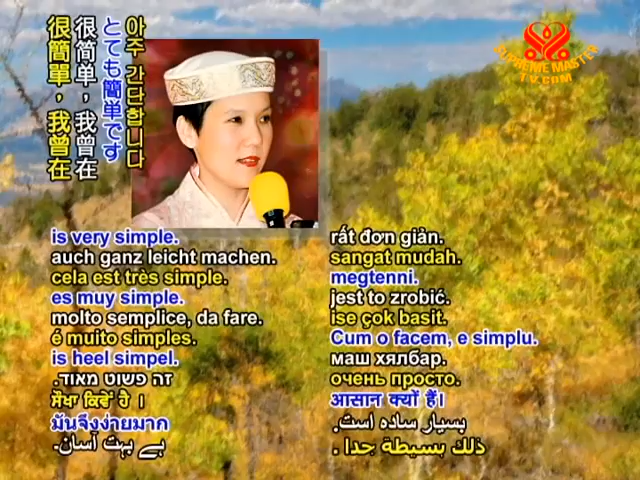 很簡單，我曾在
很简单，我曾在
とても簡単です
아주 간단합니다
SUPREME MASTER
TV.COM
is very simple.
auch ganz leicht machen.
cela est très simple.
es muy simple.
molto semplice, da fare.
é muito simples.
is heel simpel.
זה פשוט מאוד.
ਸੌਖਾ ਕਿਵੇਂ ਹੈ ।
มันจึงง่ายมาก
ہے بہت آسان.
rất đơn giản.
sangat mudah.
megtenni.
jest to zrobić.
ise çok basit.
Cum o facem, e simplu.
маш хялбар.
очень просто.
आसान क्यों हैं।
بسیار ساده است.
ذلك بسيطة جدا .